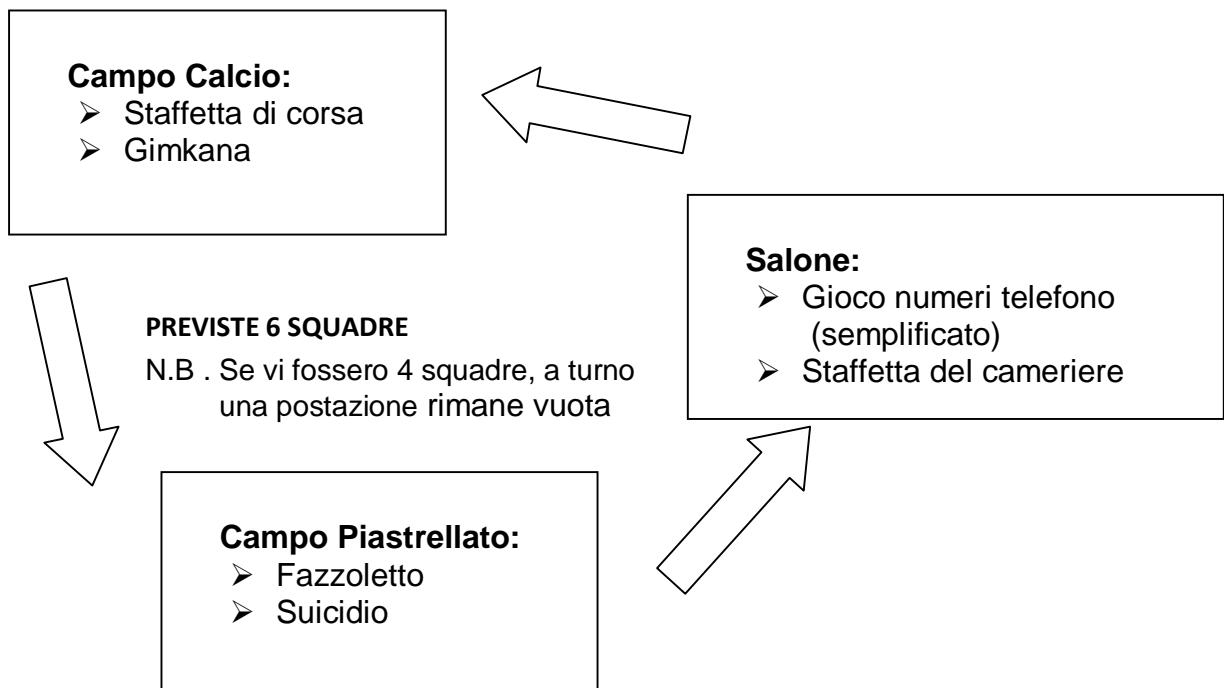 Campo Calcio:
➢ Staffetta di corsa
➢ Gimkana
Salone:
➢ Gioco numeri telefono
(semplificato)
➢ Staffetta del cameriere
PREVISTE 6 SQUADRE
N.B . Se vi fossero 4 squadre, a turno
una postazione rimane vuota
Campo Piastrellato:
➢ Fazzoletto
➢ Suicidio